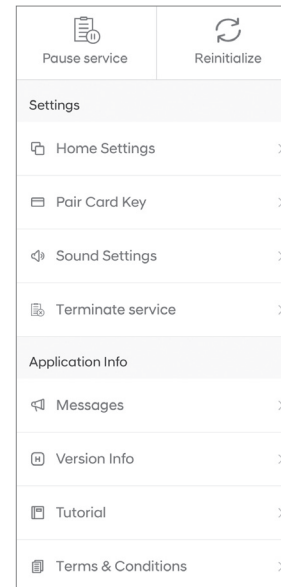 Pause service
Reinitialize
Settings
Home Settings
Pair Card Key
Sound Settings
Terminate service
Application Info
Messages
Version Info
Tutorial
Terms & Conditions